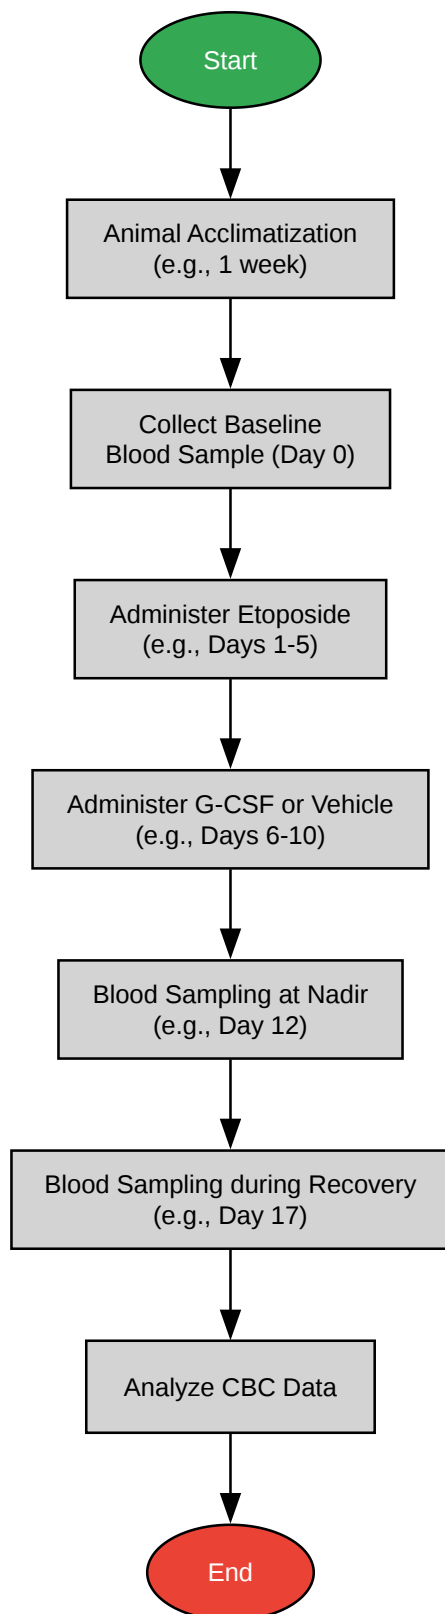 Start
Animal Acclimatization
(e.g., 1 week)
Collect Baseline
Blood Sample (Day 0)
Administer Etoposide
(e.g., Days 1-5)
Administer G-CSF or Vehicle
(e.g., Days 6-10)
Blood Sampling at Nadir
(e.g., Day 12)
Blood Sampling during Recovery
(e.g., Day 17)
Analyze CBC Data
End